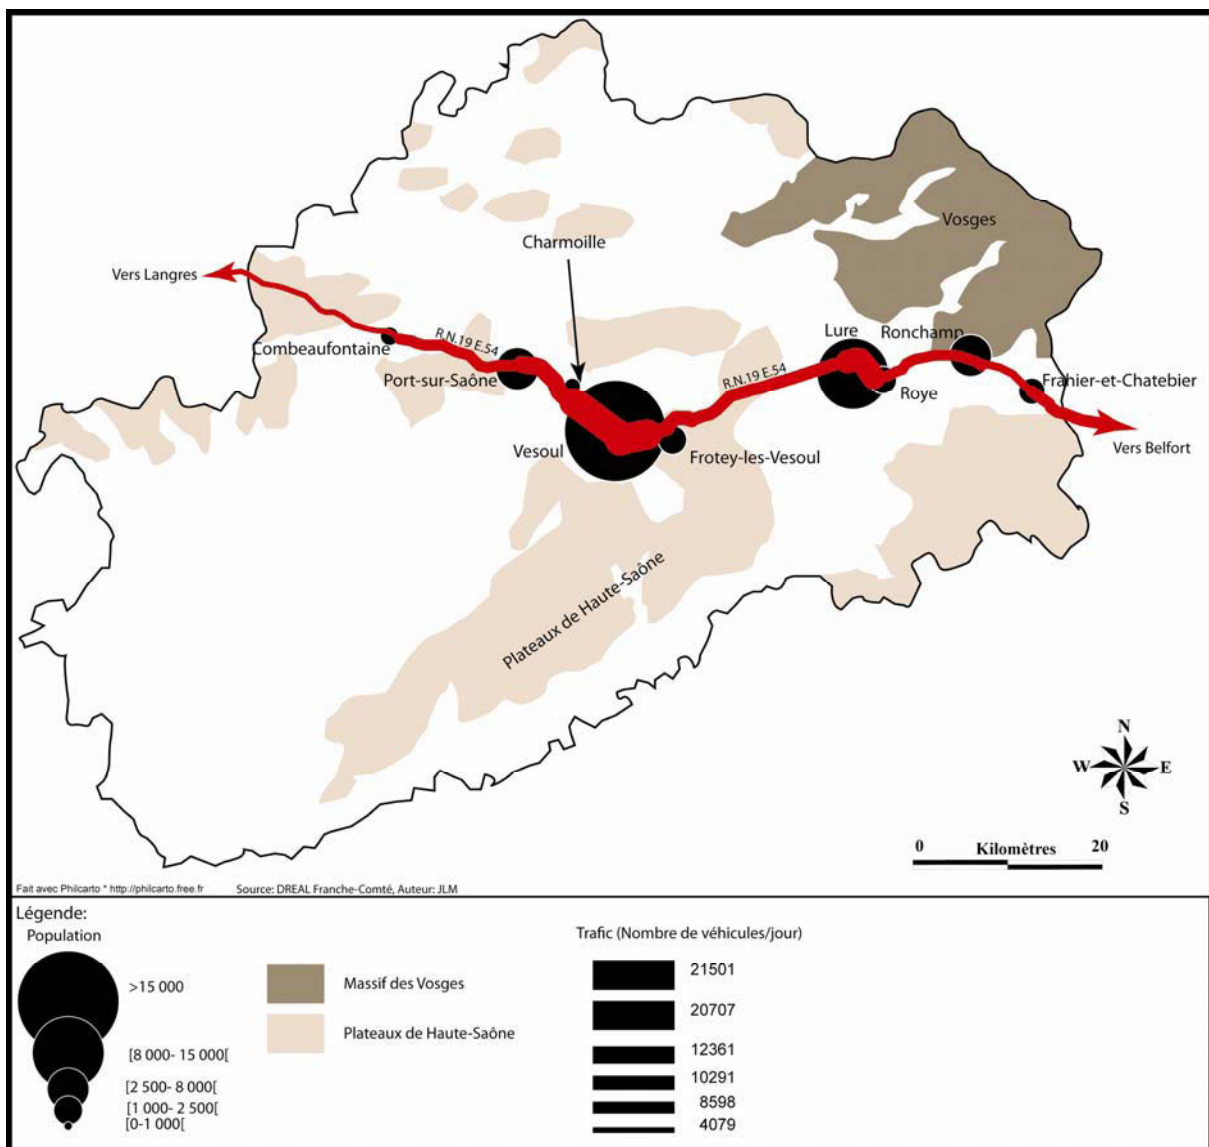 Vosges
Charmoille
Vers Langres
Lure
Ronchamp
R.N.19 E.54
Combeaufontaine
Port-sur-Saône
R.N.19 E.54
Roye
Frahier-et-Chatebier
Vesoul
Frotey-les-Vesoul
Vers Belfort
Plateaux de Haute-Saône
N
W E
S
0 Kilomètres 20
Fait avec Philcarto * http://philcarto.free.fr Source: DREAL Franche-Comté, Auteur: JLM
Légende:
Population
>15 000
[8 000- 15 000[
[2 500- 8 000[
[1 000- 2 500[
[0-1 000[
Massif des Vosges
Plateaux de Haute-Saône
Trafic (Nombre de véhicules/jour)
21501
20707
12361
10291
8598
4079